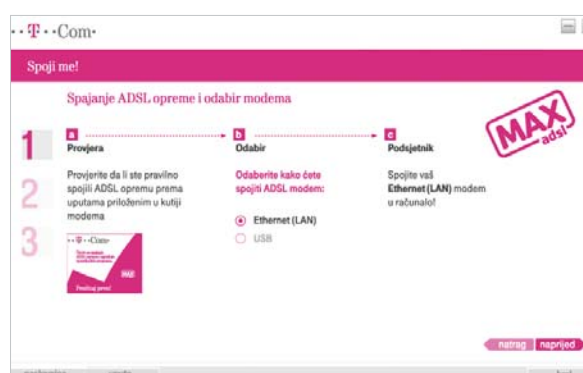 ··T··Com·
Spoji me!
Spajanje ADSL opreme i odabir modema
1
a
Provjera
Provjerite da li ste pravilno
spojili ADSL opremu prema
uputama priloženim u kutiji
modema
··T··Com·
MAX
Pročitaj prvo!
b
Odabir
Odaberite kako ćete
spojiti ADSL modem:
Ethernet (LAN)
USB
c
Podsjetnik
Spojite vaš
Ethernet (LAN) modem
u računalo!
MAX
adsl
2
3
natrag
naprijed